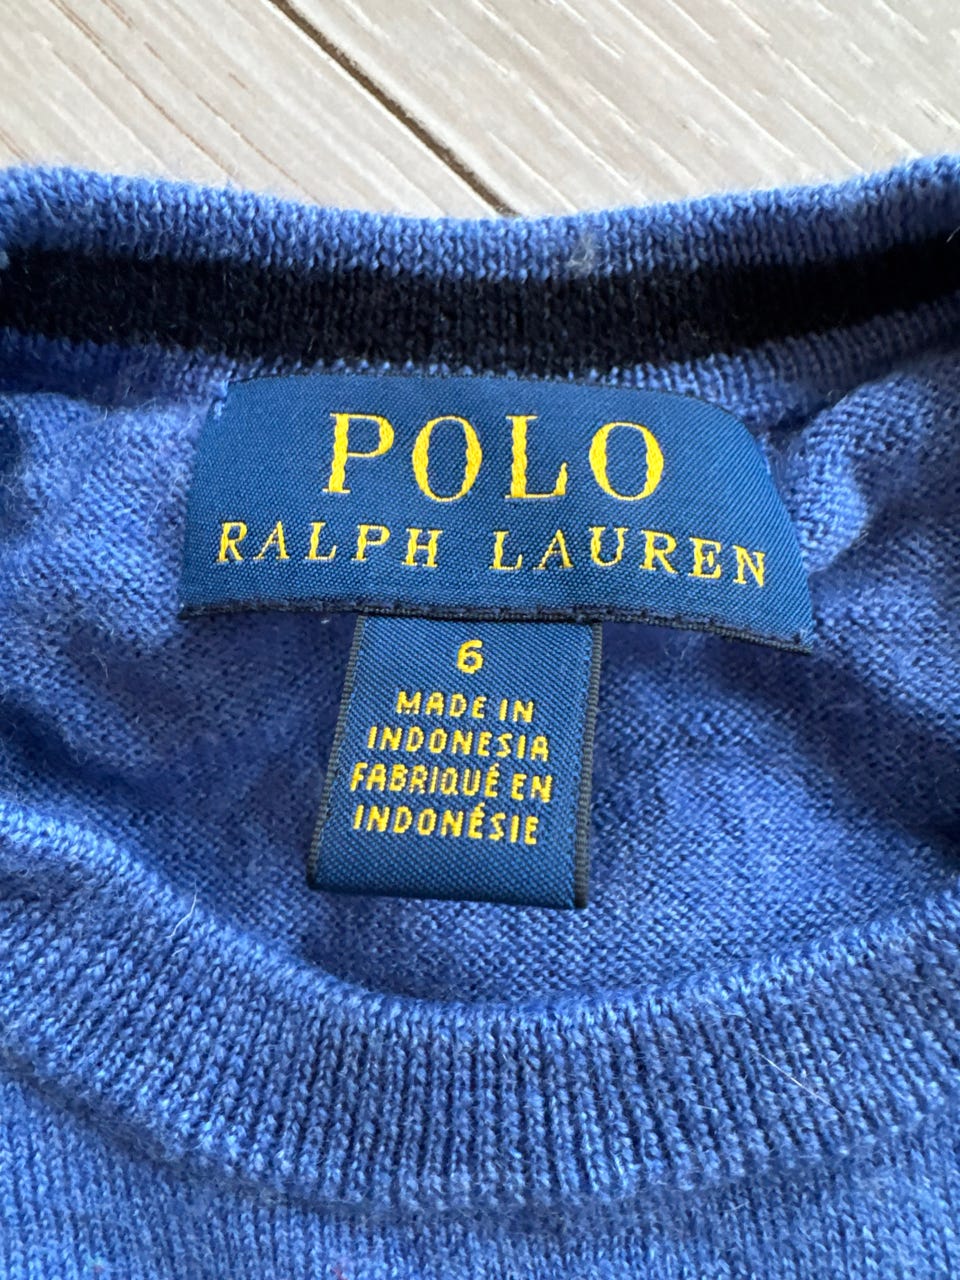 POLO
RALPH LAUREN
6
MADE IN
INDONESIA
FABRIQUÉ EN
INDONÉSIE